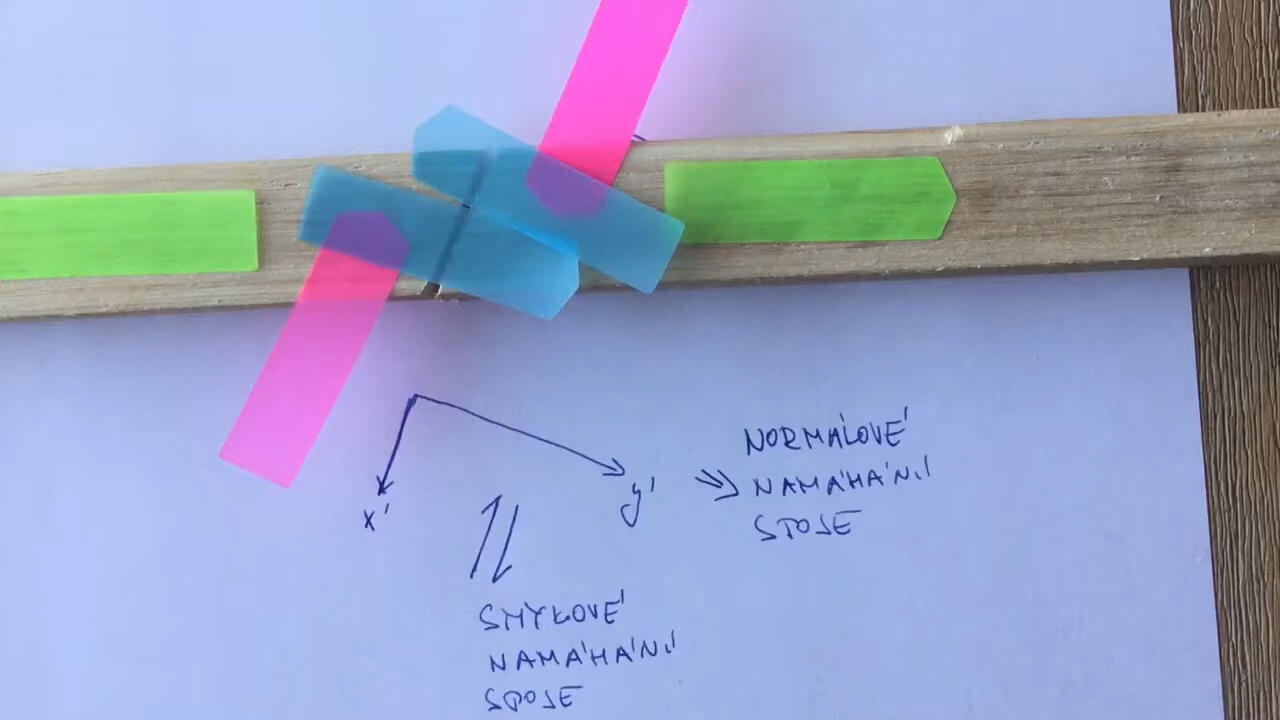 x'
y'
NORMÁLOVÉ
NAMÁHÁNÍ
SPOJE
SMYKOVÉ
NAMÁHÁNÍ
SPOJE